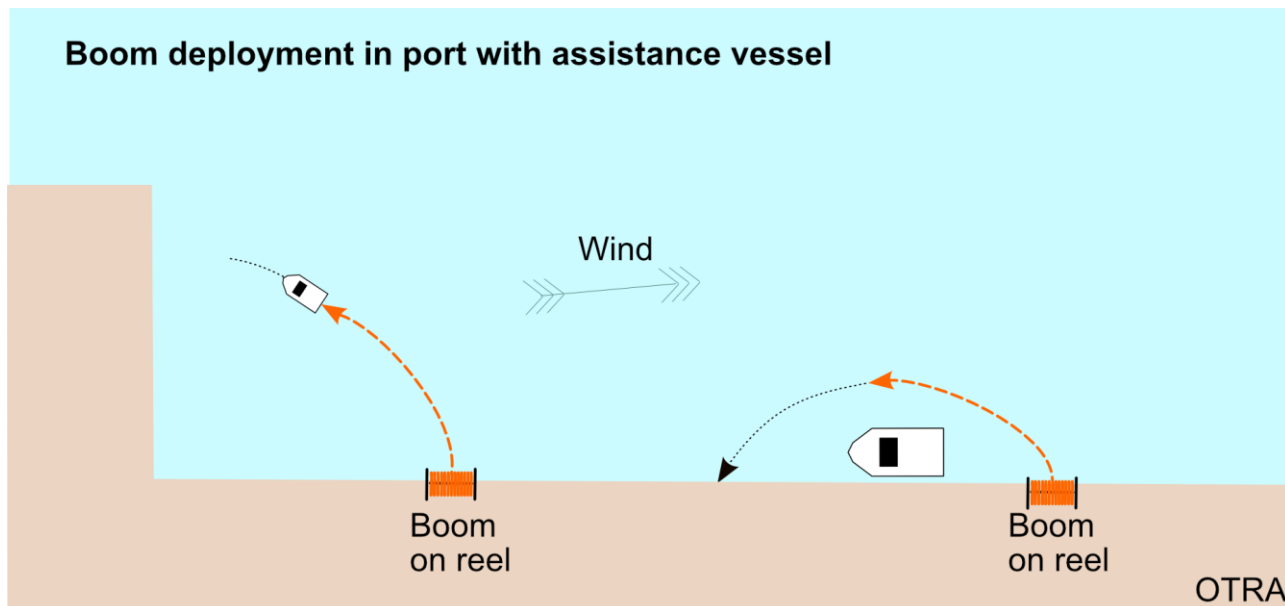 Boom deployment in port with assistance vessel
Wind
Boom
on reel
Boom
on reel
OTRA